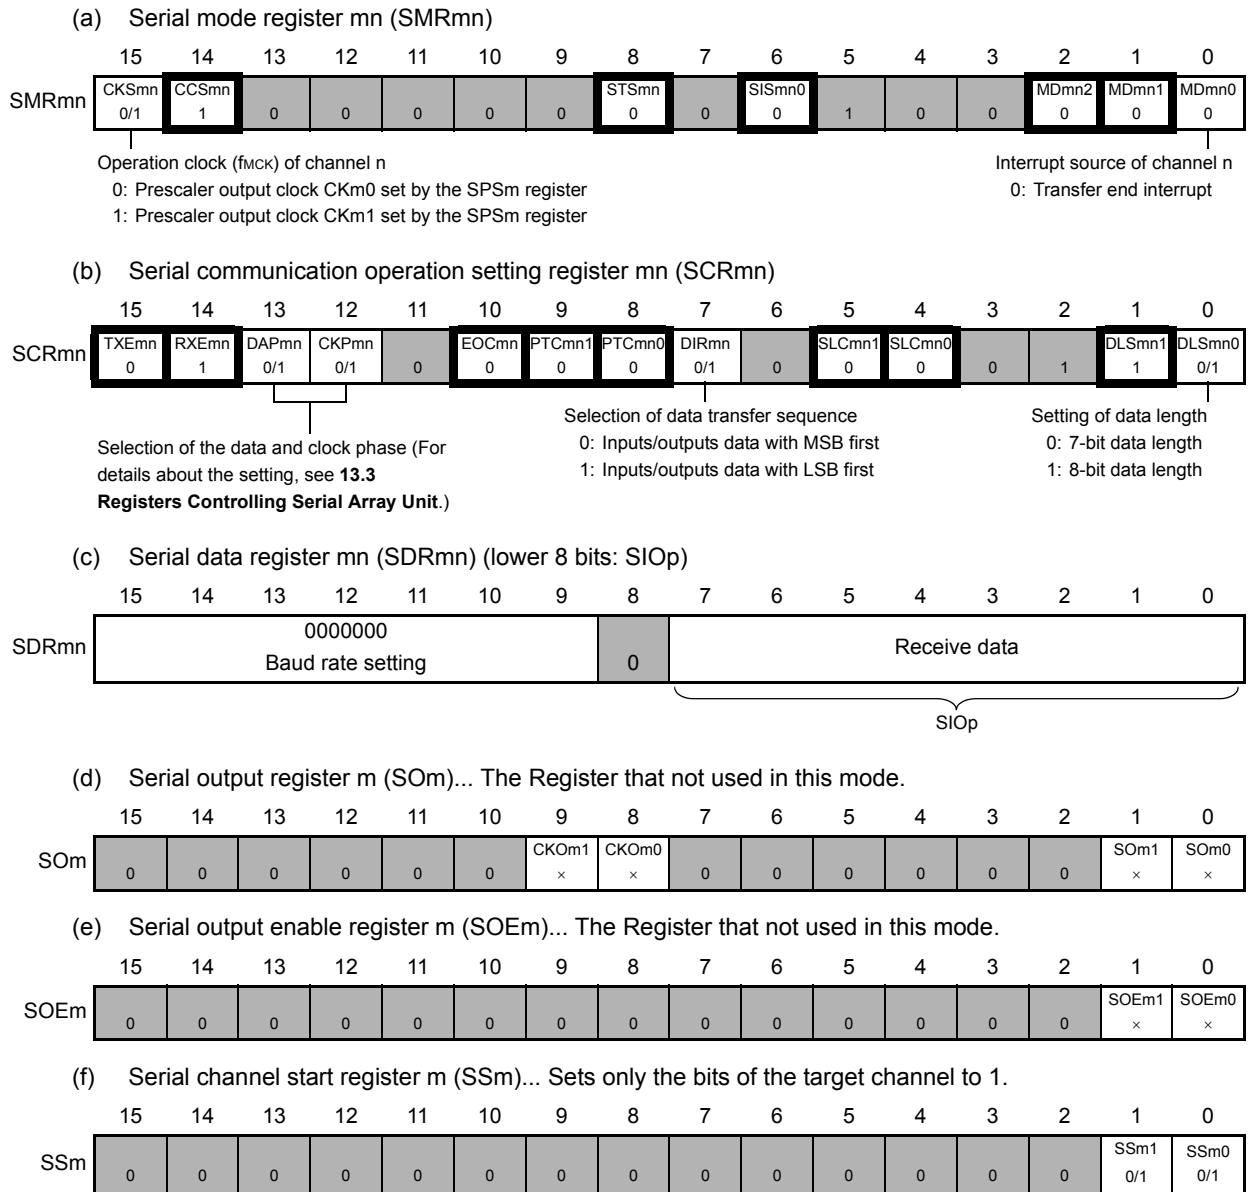 (a) Serial mode register mn (SMRmn)
15 14 13 12 11 10 9 8 7 6 5 4 3 2 1 0
SMRmn CKSmn CCSmn STSmn SISmn0 MDmn2 MDmn1 MDmn0
0/1 1 0 0 0 0 0 0 0 0 1 0 0 0 0 0
Operation clock (fMCK) of channel n
0: Prescaler output clock CKm0 set by the SPSm register
1: Prescaler output clock CKm1 set by the SPSm register
Interrupt source of channel n
0: Transfer end interrupt
(b) Serial communication operation setting register mn (SCRmn)
15 14 13 12 11 10 9 8 7 6 5 4 3 2 1 0
SCRmn TXEmn RXEmn DAPmn CKPmn EOCmn PTCmn1 PTCmn0 DIRmn SLCmn1 SLCmn0 DLSmn1 DLSmn0
0 1 0/1 0/1 0 0 0 0 0/1 0 0 0 0 1 1 0/1
Selection of the data and clock phase (For
details about the setting, see 13.3
Registers Controlling Serial Array Unit.)
Selection of data transfer sequence
0: Inputs/outputs data with MSB first
1: Inputs/outputs data with LSB first
Setting of data length
0: 7-bit data length
1: 8-bit data length
(c) Serial data register mn (SDRmn) (lower 8 bits: SIOp)
15 14 13 12 11 10 9 8 7 6 5 4 3 2 1 0
SDRmn
0000000
Baud rate setting
0
Receive data
SIOp
(d) Serial output register m (SOm)... The Register that not used in this mode.
15 14 13 12 11 10 9 8 7 6 5 4 3 2 1 0
SOm CKOm1 CKOm0 SOm1 SOm0
0 0 0 0 0 0 × × 0 0 0 0 0 0 × ×
(e) Serial output enable register m (SOEm)... The Register that not used in this mode.
15 14 13 12 11 10 9 8 7 6 5 4 3 2 1 0
SOEm SOEm1 SOEm0
0 0 0 0 0 0 0 0 0 0 0 0 0 0 × ×
(f) Serial channel start register m (SSm)... Sets only the bits of the target channel to 1.
15 14 13 12 11 10 9 8 7 6 5 4 3 2 1 0
SSm SSm1 SSm0
0 0 0 0 0 0 0 0 0 0 0 0 0 0 0/1 0/1